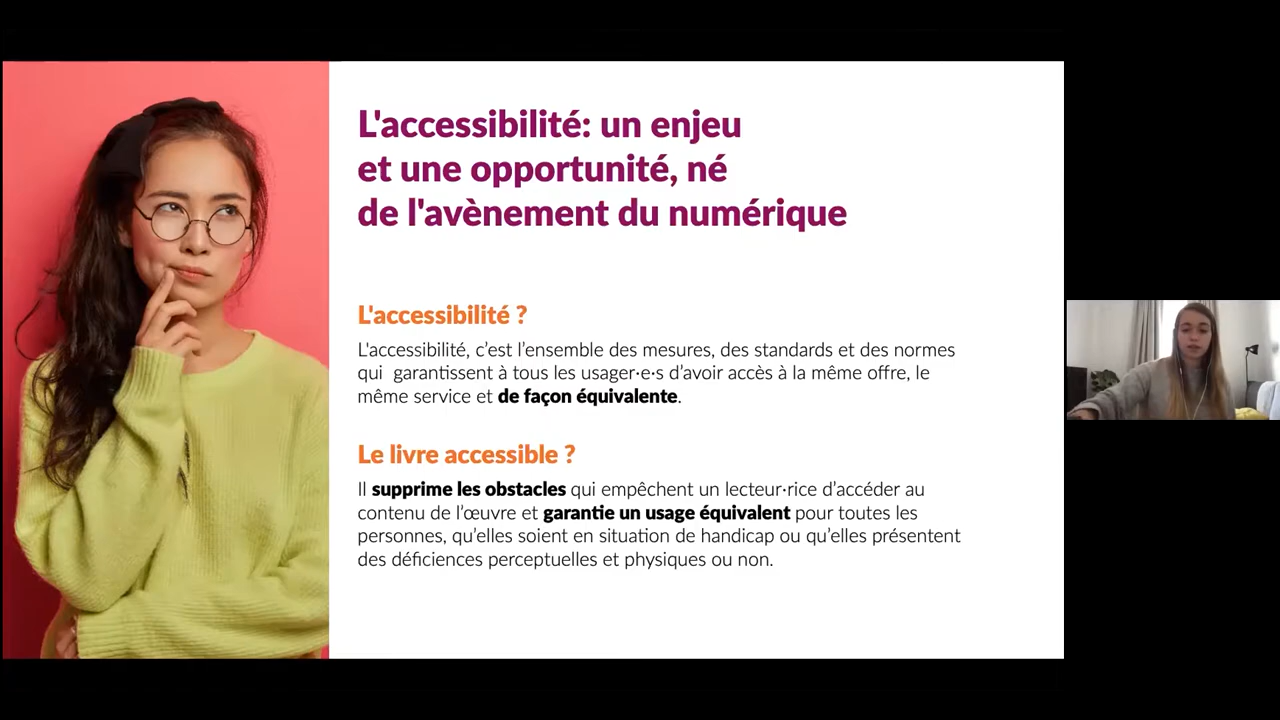 L'accessibilité: un enjeu
et une opportunité, né
de l'avènement du numérique
L'accessibilité ?
L'accessibilité, c’est l’ensemble des mesures, des standards et des normes
qui  garantissent à tous les usager·e·s d’avoir accès à la même offre, le
même service et de façon équivalente.
Le livre accessible ?
Il supprime les obstacles qui empêchent un lecteur·rice d’accéder au
contenu de l’œuvre et garantie un usage équivalent pour toutes les
personnes, qu’elles soient en situation de handicap ou qu’elles présentent
des déficiences perceptuelles et physiques ou non.